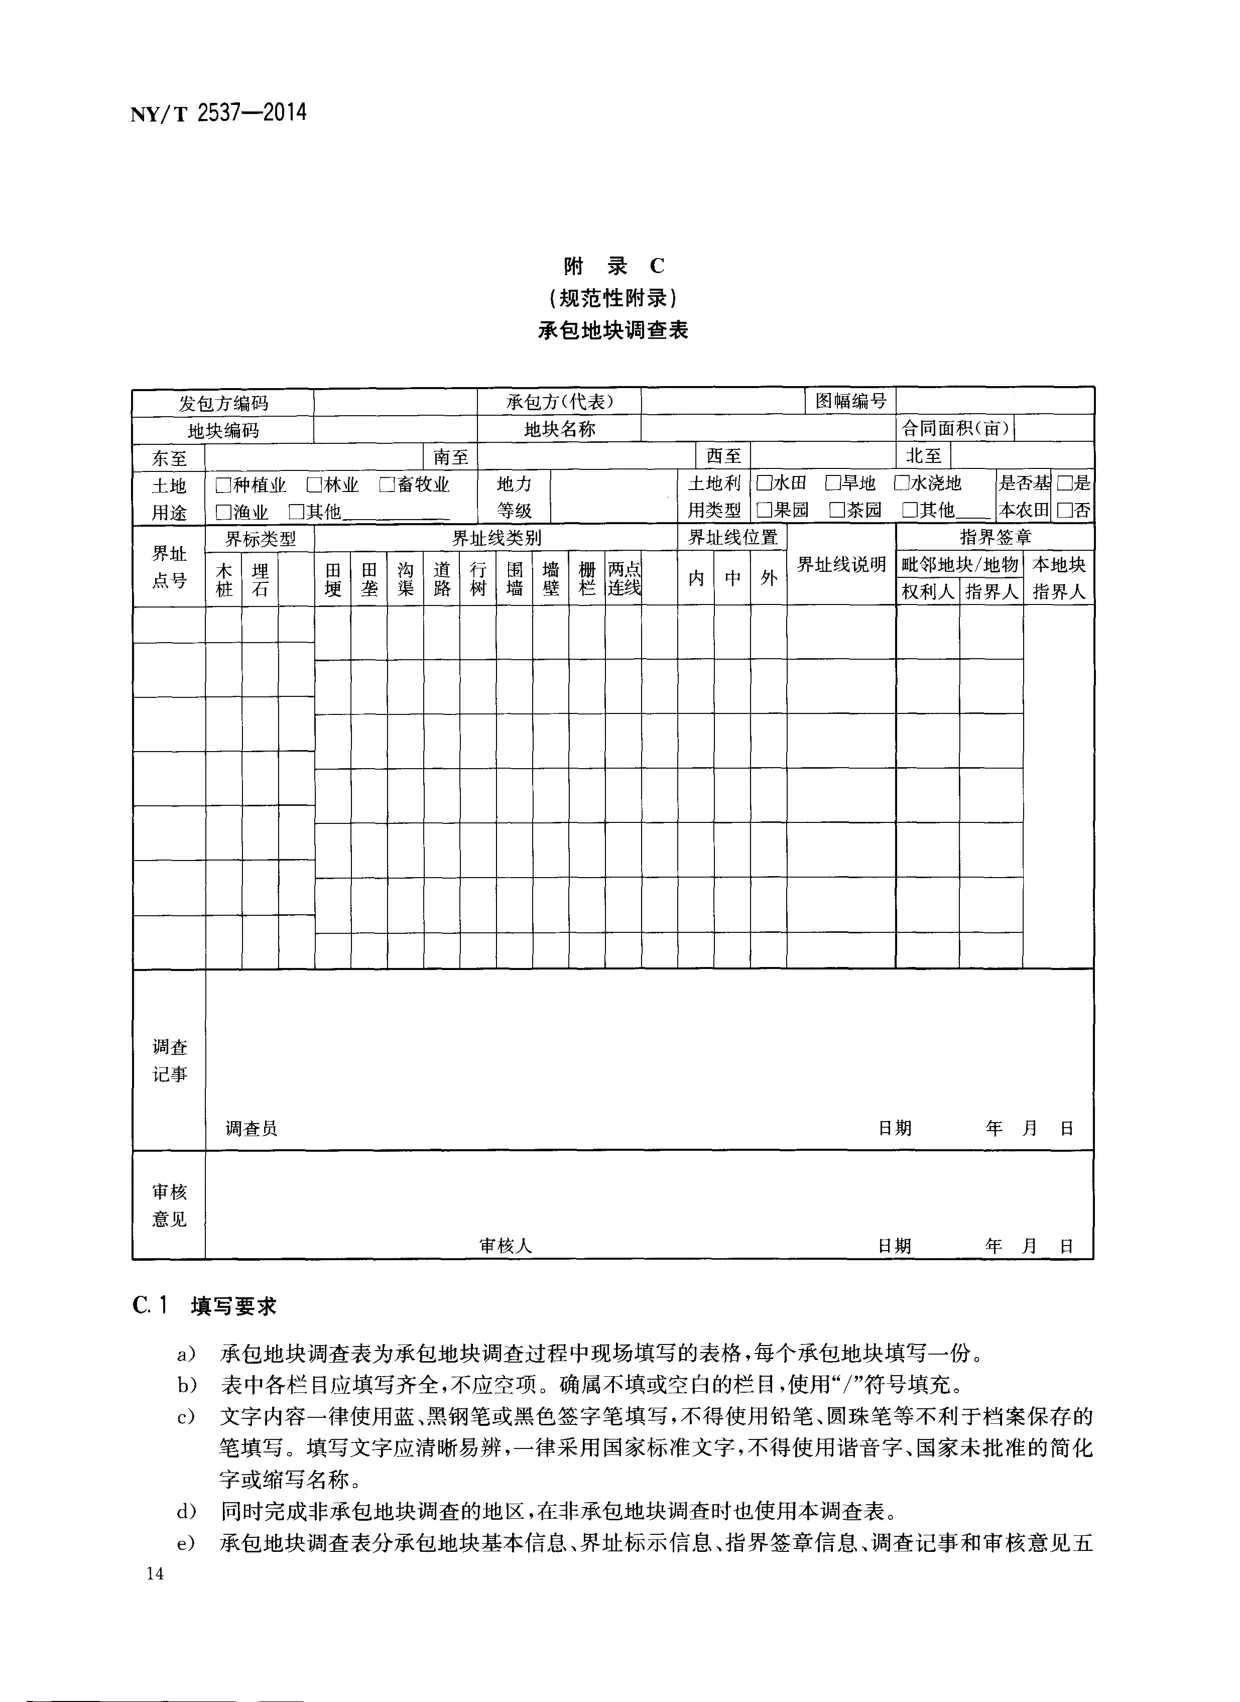 NY/T 2537—2014
附 录 C
(规范性附录)
承包地块调查表
发包方编码 承包方(代表) 图幅编号
地块编码 地块名称 合同面积(亩)
东至 南至 西至 北至
土地用途 □种植业 □林业 □畜牧业 地力等级 土地利用类型 □水田 □旱地 □水浇地 是否基本农田 □是
□渔业 □其他 □果园 □茶园 □其他 □否
界址点号 界标类型 界址线类别 界址线位置 界址线说明 指界签章
木桩 埋石 田埂 田垄 沟渠 道路 行树 围墙 墙壁 栅栏 两点连线 内 中 外 毗邻地块/地物 本地块指界人
权利人 指界人
调查记事
调查员 日期 年 月 日
审核意见
审核人 日期 年 月 日
C.1 填写要求
a) 承包地块调查表为承包地块调查过程中现场填写的表格,每个承包地块填写一份。
b) 表中各栏目应填写齐全,不应空项。确属不填或空白的栏目,使用“/”符号填充。
c) 文字内容一律使用蓝、黑钢笔或黑色签字笔填写,不得使用铅笔、圆珠笔等不利于档案保存的
笔填写。填写文字应清晰易辨,一律采用国家标准文字,不得使用谐音字、国家未批准的简化
字或缩写名称。
d) 同时完成非承包地块调查的地区,在非承包地块调查时也使用本调查表。
e) 承包地块调查表分承包地块基本信息、界址标示信息、指界签章信息、调查记事和审核意见五
14